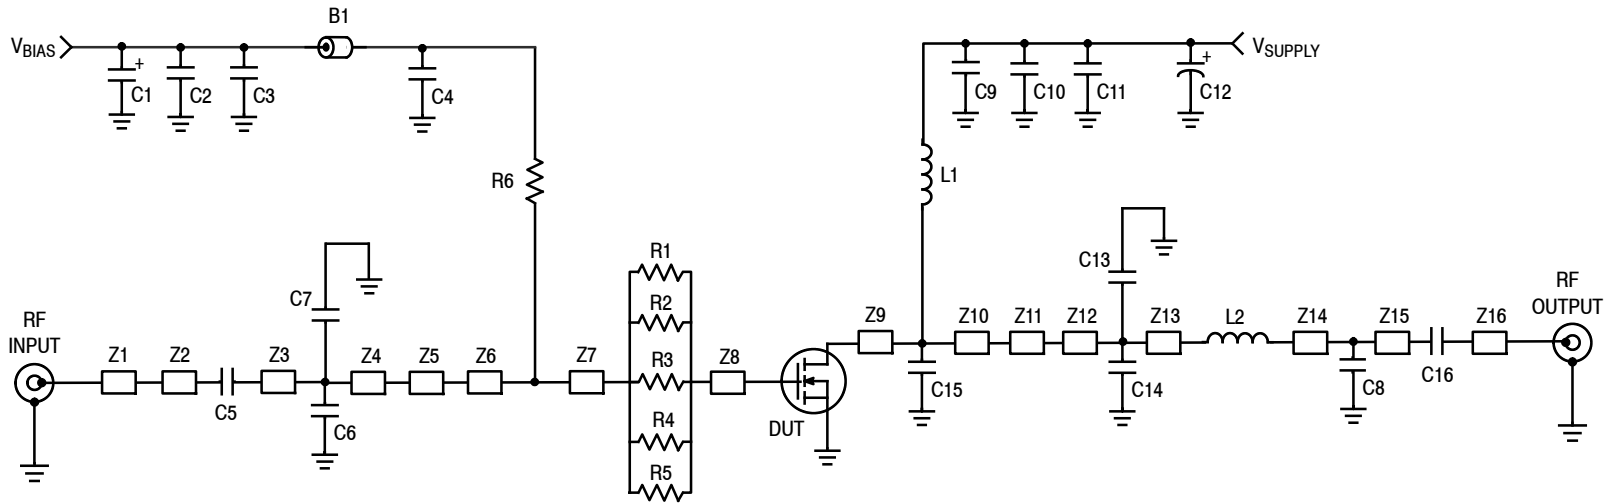 B1
VBIAS
VSUPPLY
+
C1
C2
C3
C4
C9
C10
C11
+
C12
R6
L1
R1
R2
R3
R4
R5
C7
C13
RF
INPUT
Z1
Z2
C5
Z3
C6
Z4
Z5
Z6
Z7
Z8
DUT
Z9
C15
Z10
Z11
Z12
C14
Z13
L2
Z14
C8
Z15
C16
Z16
RF
OUTPUT